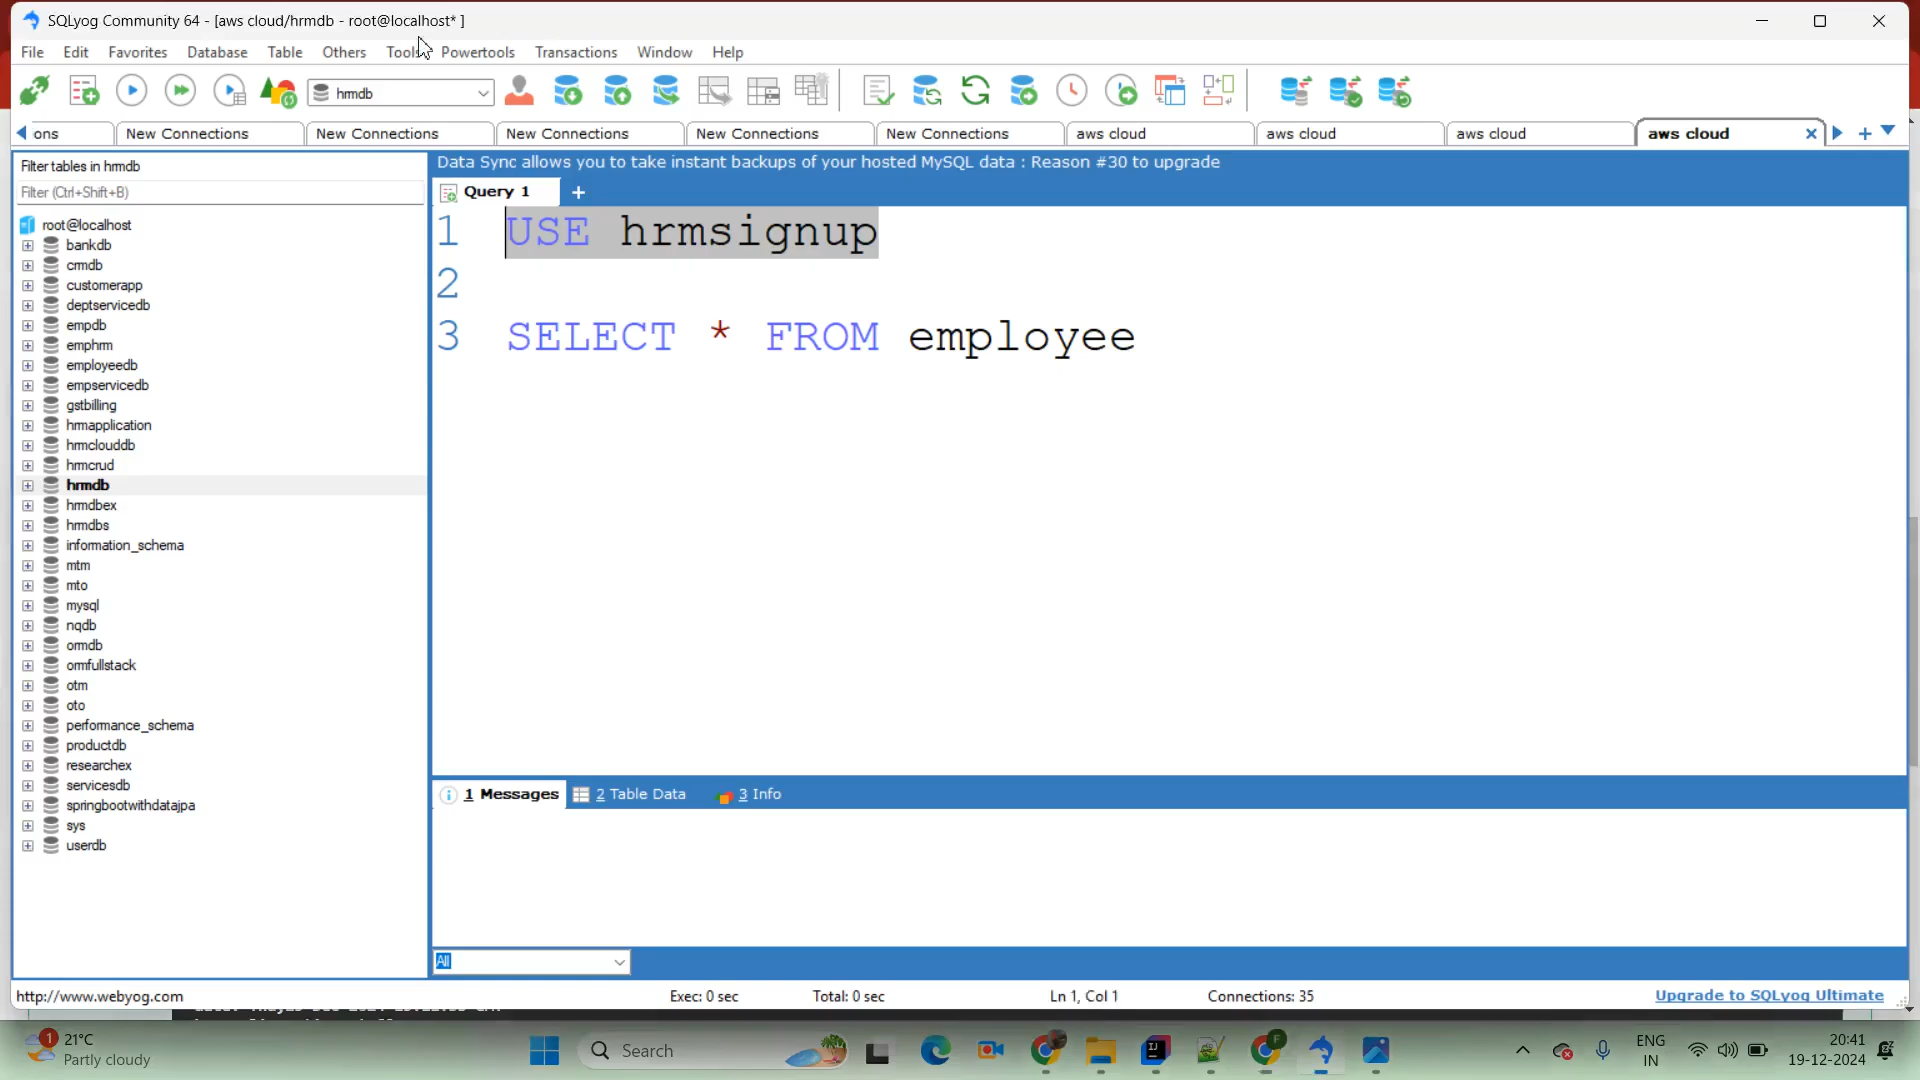 SQLyog Community 64 - [aws cloud/hrmdb - root@localhost* ]
File Edit Favorites Database Table Others Tools Powertools Transactions Window Help
hrmdb
ons New Connections New Connections New Connections New Connections New Connections aws cloud aws cloud aws cloud aws cloud
Filter tables in hrmdb
Filter (Ctrl+Shift+B)
root@localhost
bankdb
crmdb
customerapp
deptservicedb
empdb
emphrm
employeedb
empservicedb
gstbilling
hrmapplication
hrmclouddb
hrmcrud
hrmdb
hrmdbex
hrmdbs
information_schema
mtm
mto
mysql
nqdb
ormdb
ormfullstack
otm
oto
performance_schema
productdb
researchex
servicesdb
springbootwithdatajpa
sys
userdb
Data Sync allows you to take instant backups of your hosted MySQL data : Reason #30 to upgrade
Query 1
1 USE hrmsignup
2
3 SELECT * FROM employee
1 Messages 2 Table Data 3 Info
All
http://www.webyog.com Exec: 0 sec Total: 0 sec Ln 1, Col 1 Connections: 35 Upgrade to SQLyog Ultimate
1
21°C
Partly cloudy
Search
F
ENG
IN
20:41
19-12-2024